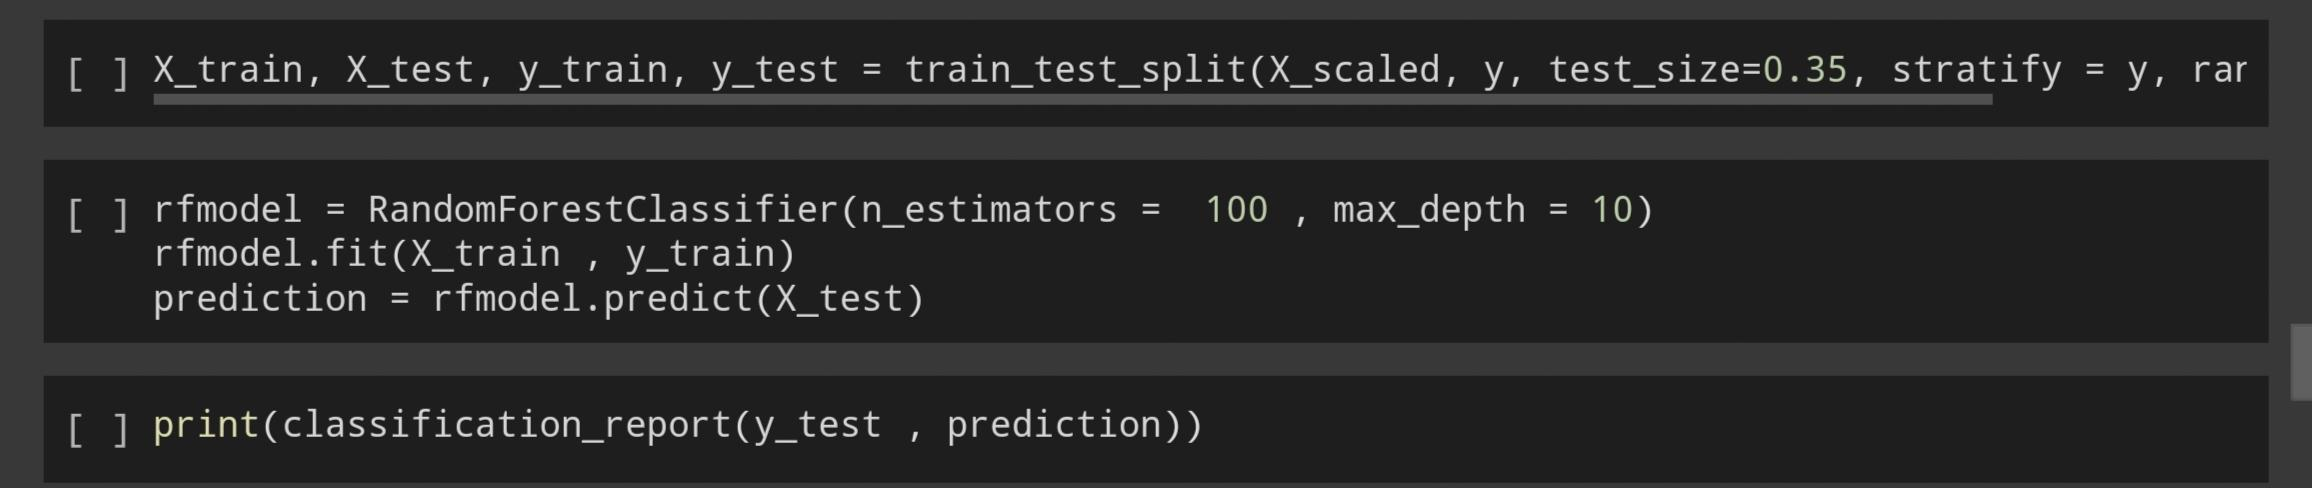 [ ] X_train, X_test, y_train, y_test = train_test_split(X_scaled, y, test_size=0.35, stratify = y, ran
[ ] rfmodel = RandomForestClassifier(n_estimators =  100 , max_depth = 10)
rfmodel.fit(X_train , y_train)
prediction = rfmodel.predict(X_test)
[ ] print(classification_report(y_test , prediction))